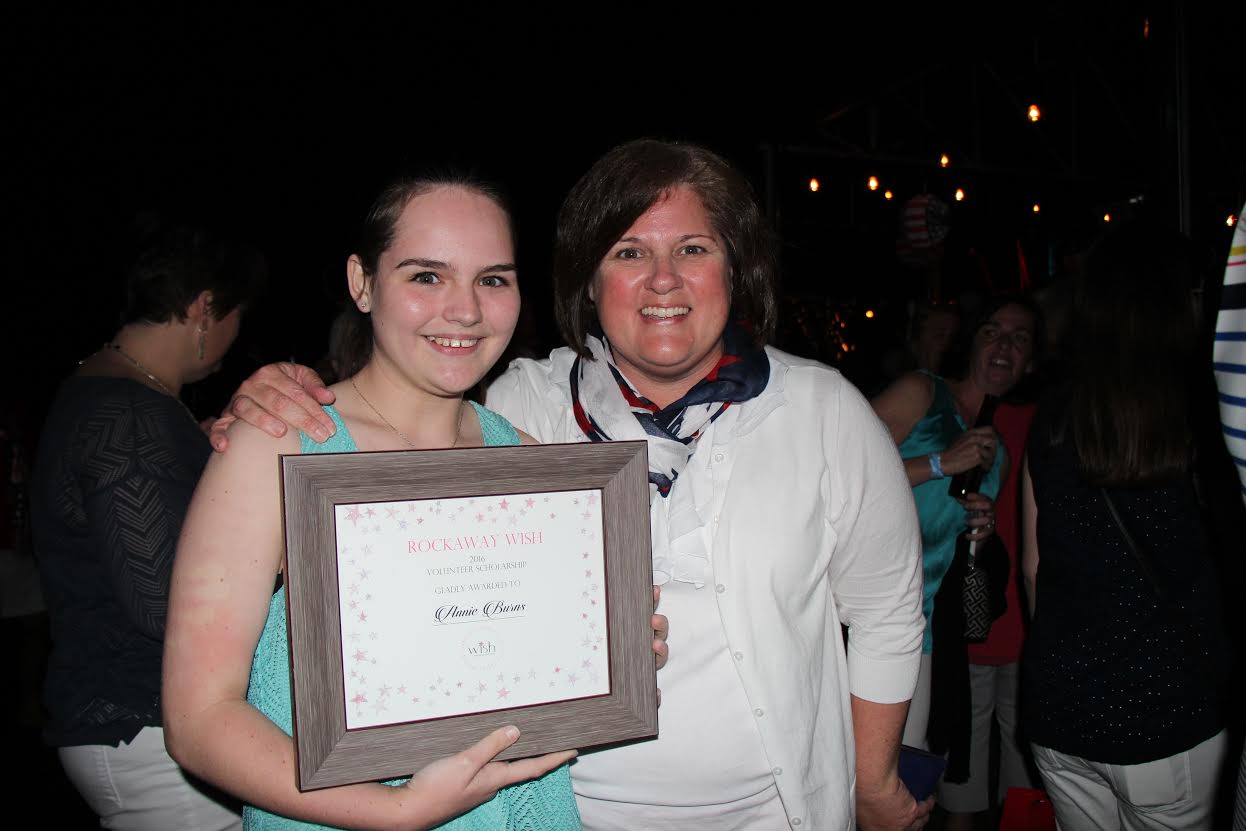 ROCKAWAY WISH
2016
VOLUNTEER SCHOLARSHIP
GLADLY AWARDED TO
Annie Burns
wish